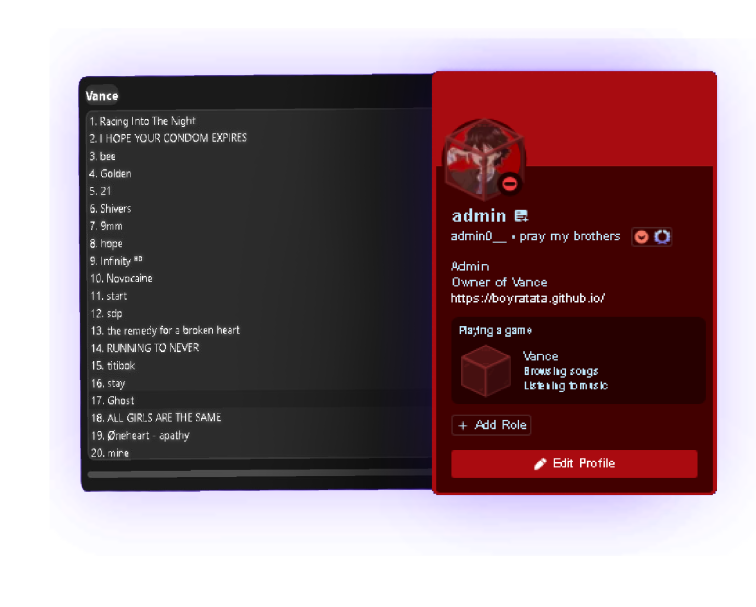 Vance
1. Racing Into The Night
2. I HOPE YOUR CONDOM EXPIRES
3. bee
4. Golden
5. 21
6. Shivers
7. 9mm
8. hope
9. Infinity ᴴᴰ
10. Novocaine
11. start
12. sdp
13. the remedy for a broken heart
14. RUNNING TO NEVER
15. titibok
16. stay
17. Ghost
18. ALL GIRLS ARE THE SAME
19. Øneheart - apathy
20. mine
admin
admin0__ • pray my brothers
Admin
Owner of Vance
https://boyratata.github.io/
Playing a game
Vance
Browsing songs
Listening to music
+ Add Role
Edit Profile